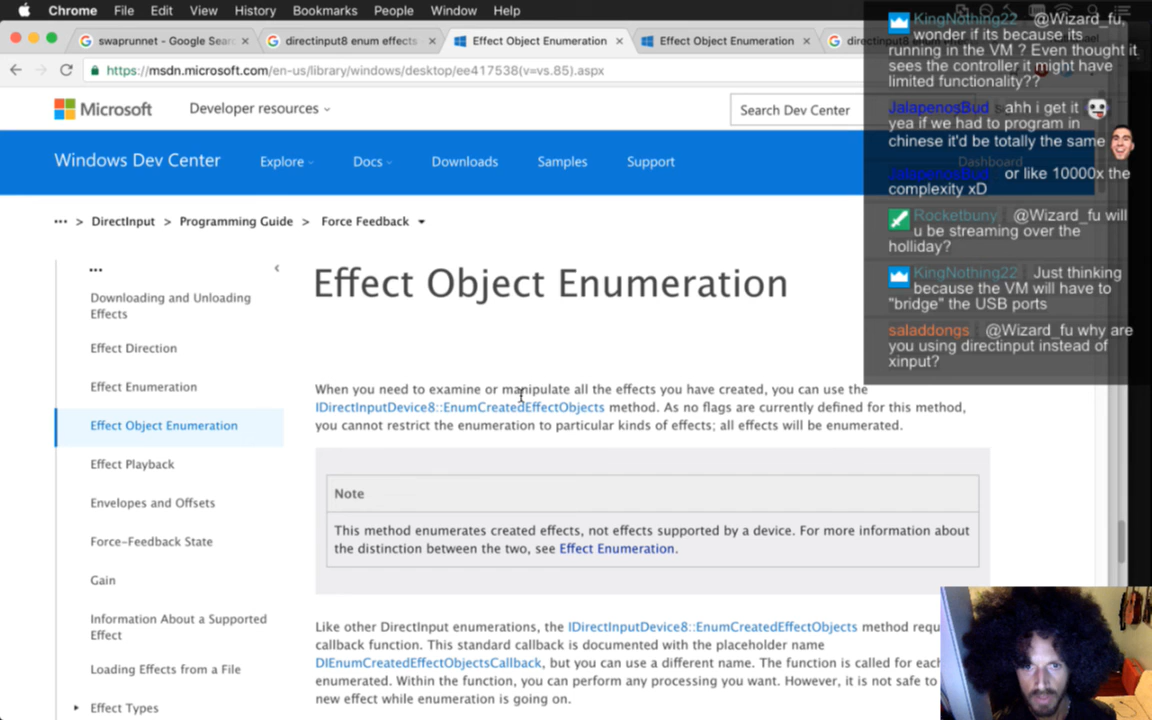 Chrome File Edit View History Bookmarks People Window Help
swaprunnet - Google Sear
directinput8 enum effects
Effect Object Enumeration
Effect Object Enumeration
https://msdn.microsoft.com/en-us/library/windows/desktop/ee417538(v=vs.85).aspx
Microsoft
Developer resources
Search Dev Center
Windows Dev Center
Explore
Docs
Downloads
Samples
Support
Dashboard
... > DirectInput > Programming Guide > Force Feedback
...
Downloading and Unloading
Effects
Effect Direction
Effect Enumeration
Effect Object Enumeration
Effect Playback
Envelopes and Offsets
Force-Feedback State
Gain
Information About a Supported
Effect
Loading Effects from a File
Effect Types
Effect Object Enumeration
When you need to examine or manipulate all the effects you have created, you can use the
IDirectInputDevice8::EnumCreatedEffectObjects method. As no flags are currently defined for this method,
you cannot restrict the enumeration to particular kinds of effects; all effects will be enumerated.
Note
This method enumerates created effects, not effects supported by a device. For more information about
the distinction between the two, see Effect Enumeration.
Like other DirectInput enumerations, the IDirectInputDevice8::EnumCreatedEffectObjects method requ
callback function. This standard callback is documented with the placeholder name
DIEnumCreatedEffectObjectsCallback, but you can use a different name. The function is called for each
enumerated. Within the function, you can perform any processing you want. However, it is not safe to
new effect while enumeration is going on.
KingNothing22 @Wizard_fu,
wonder if its because its
running in the VM ? Even thought it
sees the controller it might have
limited functionality??
JalapenosBud ahh i get it
yea if we had to program in
chinese it'd be totally the same
JalapenosBud or like 10000x the
complexity xD
Rocketbuny @Wizard_fu will
u be streaming over the
holliday?
KingNothing22 Just thinking
because the VM will have to
"bridge" the USB ports
saladdongs @Wizard_fu why are
you using directinput instead of
xinput?